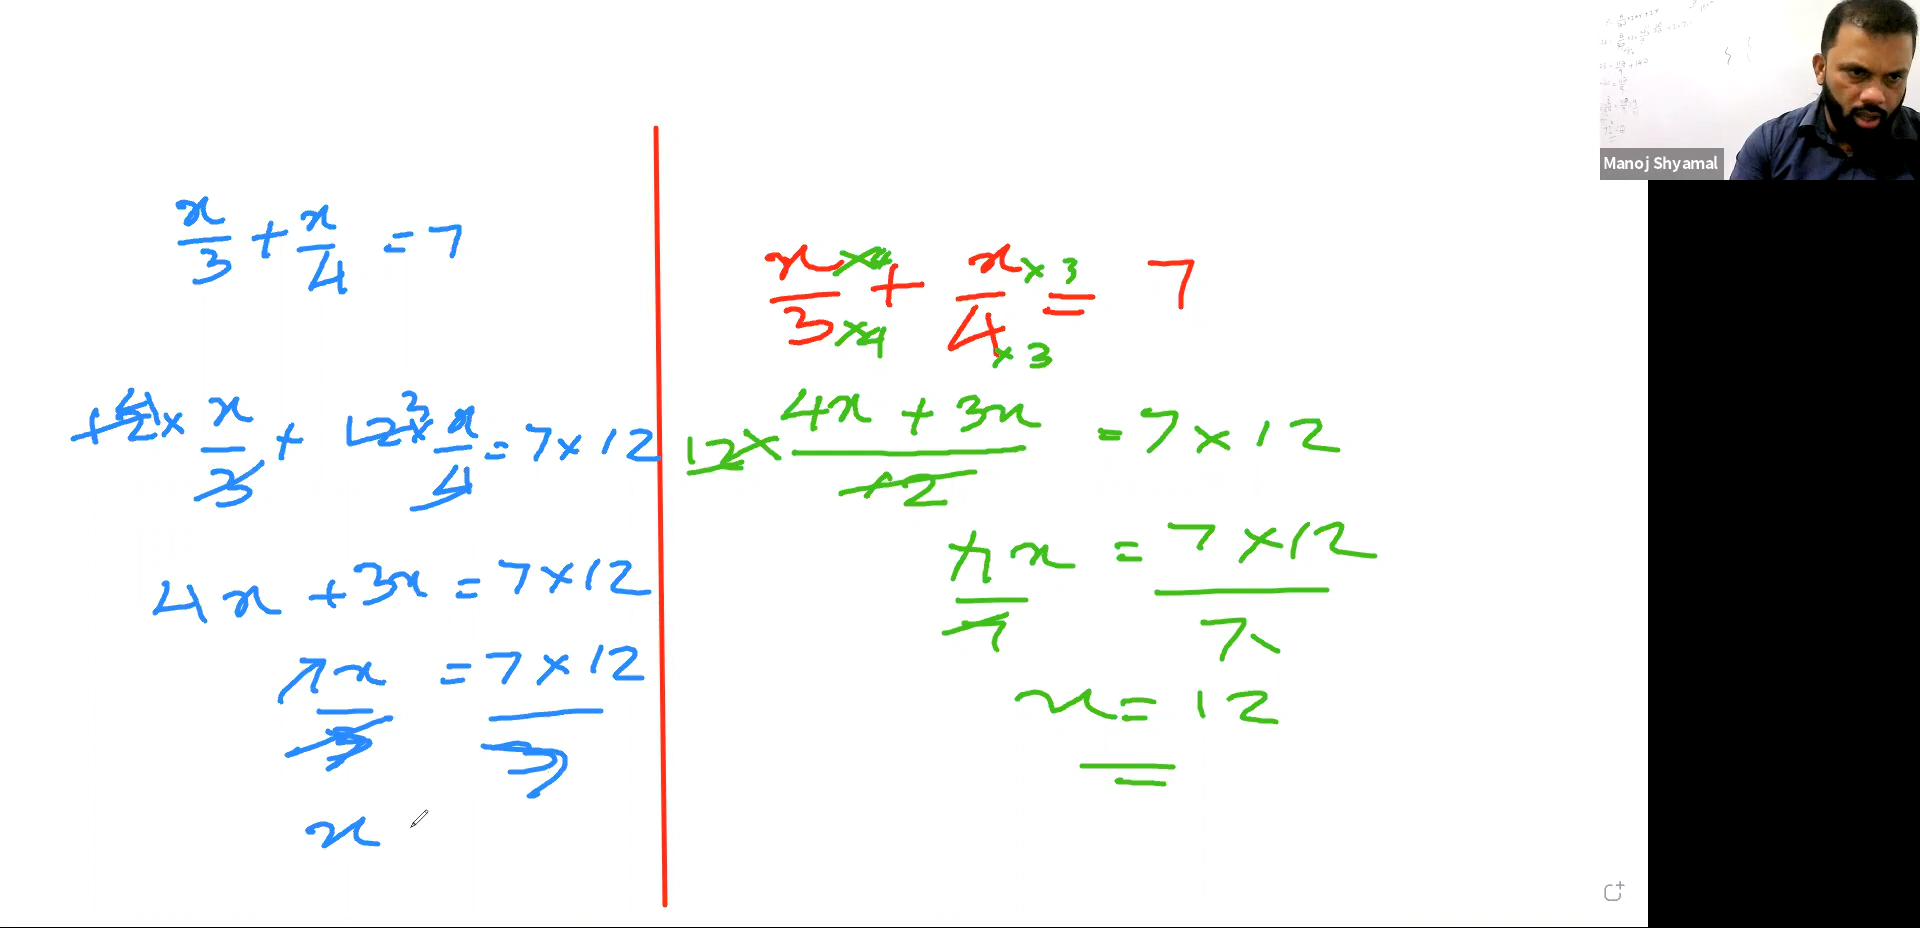 Manoj Shyamal
x/3 + x/4 = 7
12 4 × x/3 + 12 3 × x/4 = 7 × 12
4x + 3x = 7 × 12
7x/7 = 7 × 12/7
x
x × 4/3 × 4 + x × 3/4 × 3 = 7
12 × 4x + 3x/12 = 7 × 12
7x/7 = 7 × 12/7
x = 12